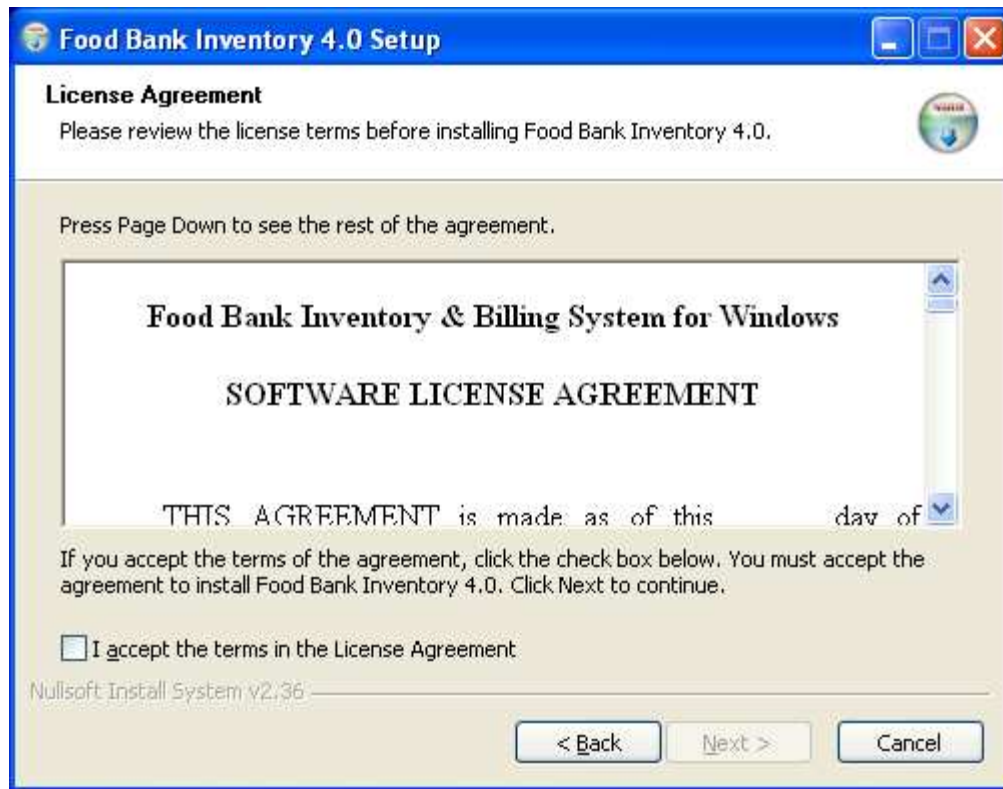 Food Bank Inventory 4.0 Setup
License Agreement
Please review the license terms before installing Food Bank Inventory 4.0.
Press Page Down to see the rest of the agreement.
Food Bank Inventory & Billing System for Windows
SOFTWARE LICENSE AGREEMENT
THIS AGREEMENT is made as of this day of
If you accept the terms of the agreement, click the check box below. You must accept the
agreement to install Food Bank Inventory 4.0. Click Next to continue.
I accept the terms in the License Agreement
Nullsoft Install System v2.36
< Back Next > Cancel